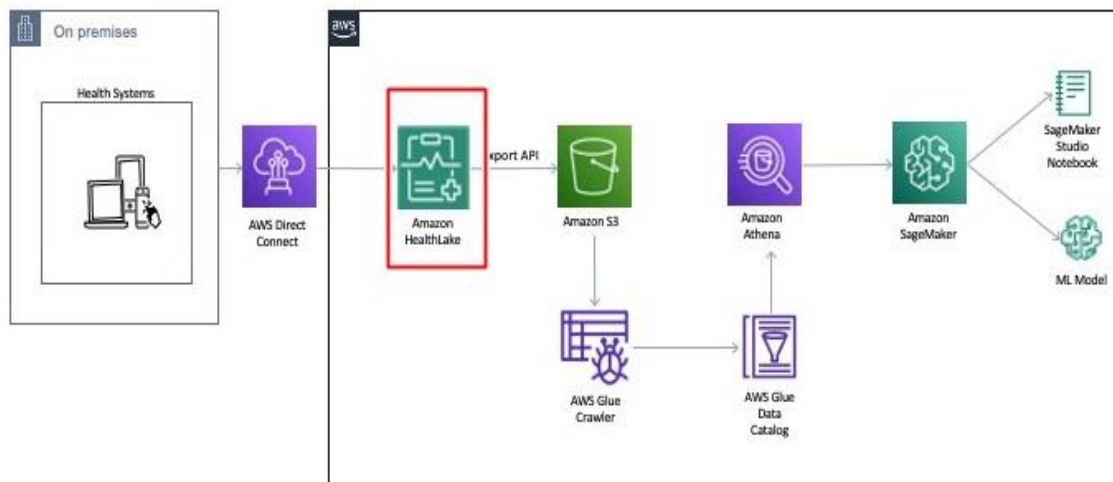 On premises
aws
Health Systems
AWS Direct
Connect
Amazon
HealthLake
xport API
Amazon S3
Amazon
Athena
Amazon
SageMaker
SageMaker
Studio
Notebook
ML Model
AWS Glue
Crawler
AWS Glue
Data
Catalog